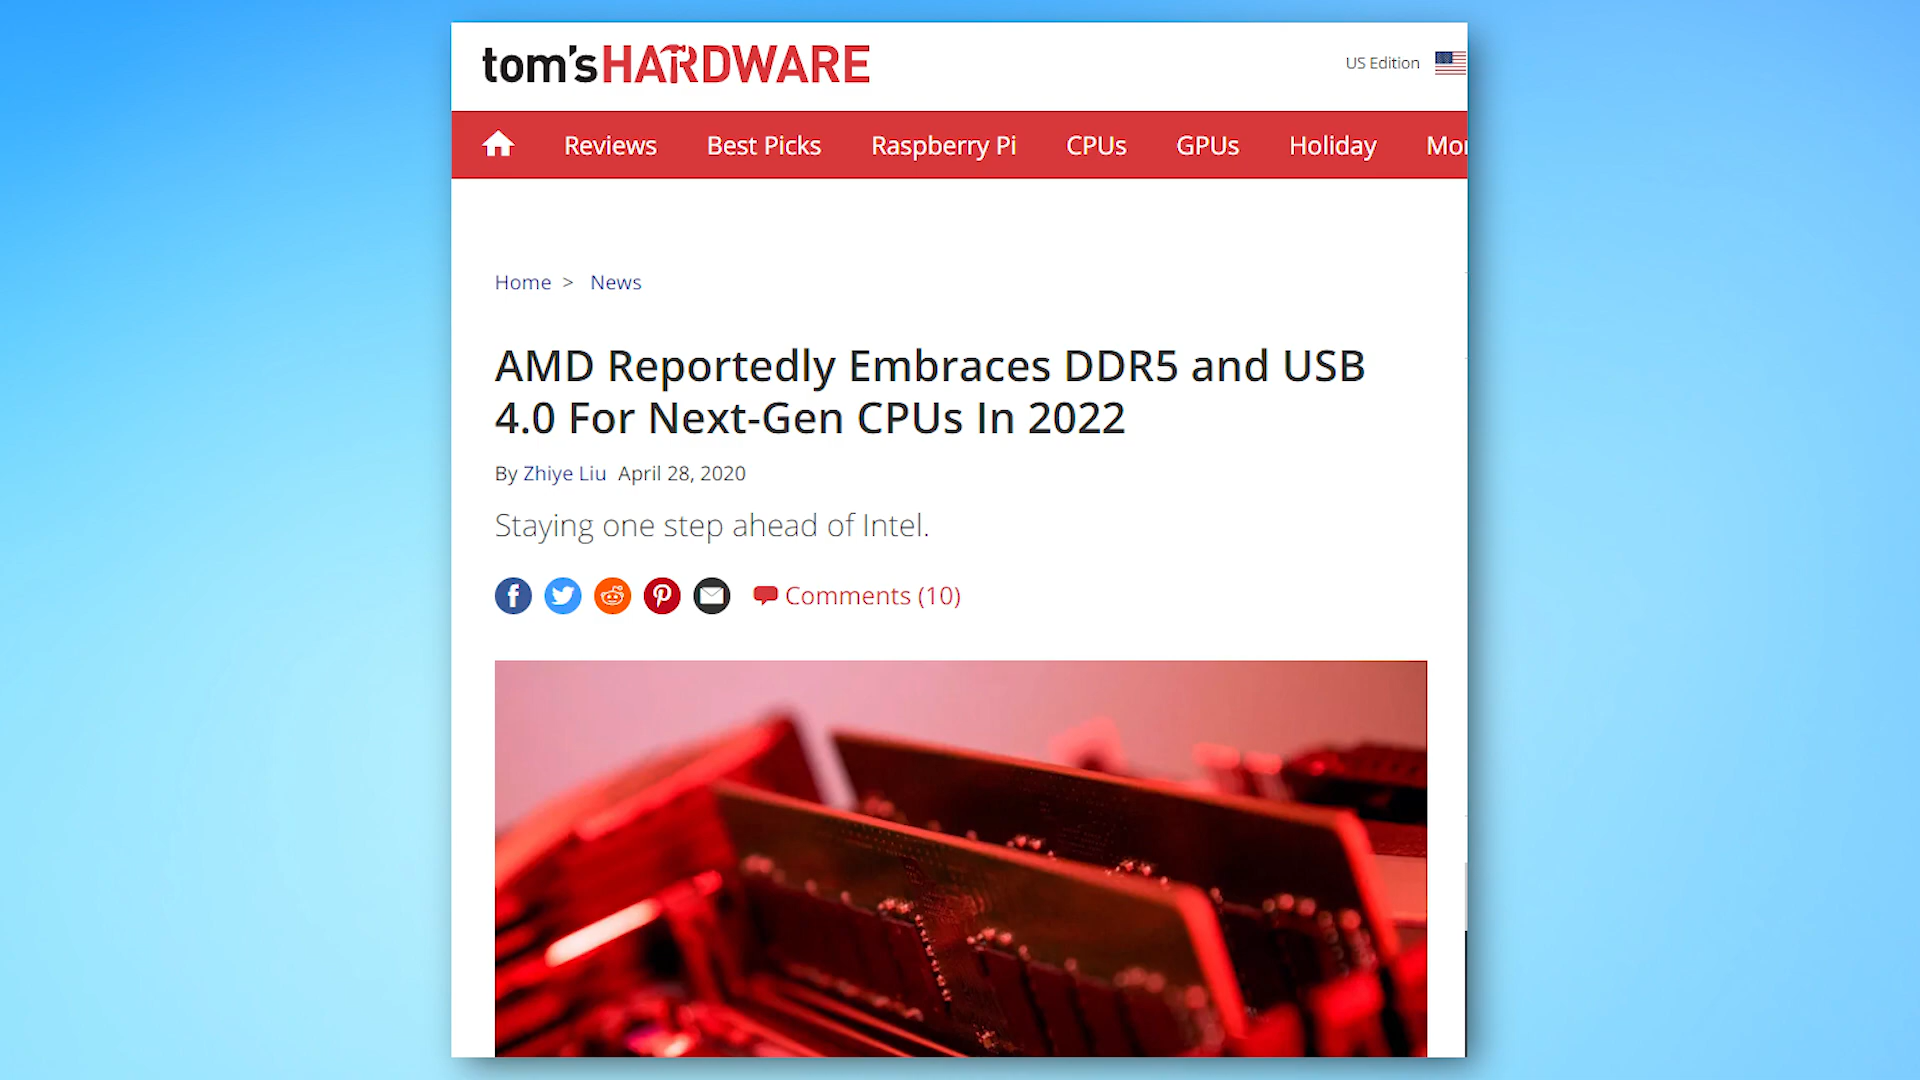 tom'sHARDWARE
US Edition
Reviews Best Picks Raspberry Pi CPUs GPUs Holiday Mor
Home > News
AMD Reportedly Embraces DDR5 and USB
4.0 For Next-Gen CPUs In 2022
By Zhiye Liu April 28, 2020
Staying one step ahead of Intel.
Comments (10)